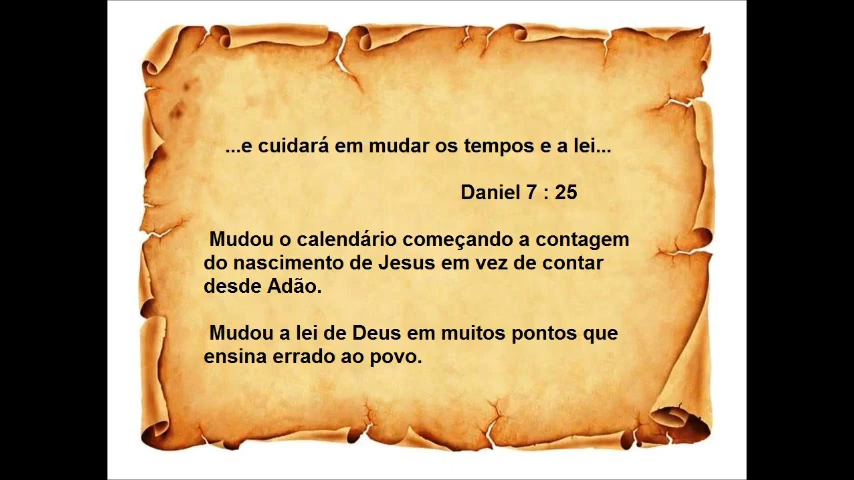 ...e cuidará em mudar os tempos e a lei...
Daniel 7 : 25
Mudou o calendário começando a contagem
do nascimento de Jesus em vez de contar
desde Adão.
Mudou a lei de Deus em muitos pontos que
ensina errado ao povo.